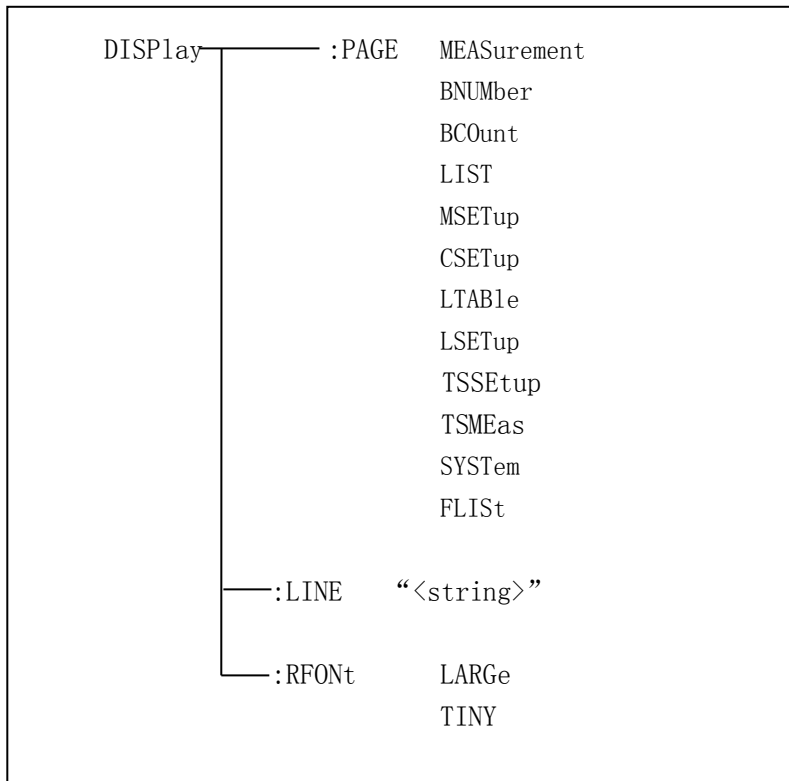 DISPlay :PAGE MEASurement
BNUMber
BCOunt
LIST
MSETup
CSETup
LTABle
LSETup
TSSEtup
TSMEas
SYSTem
FLISt
:LINE “<string>”
:RFONt LARGe
TINY